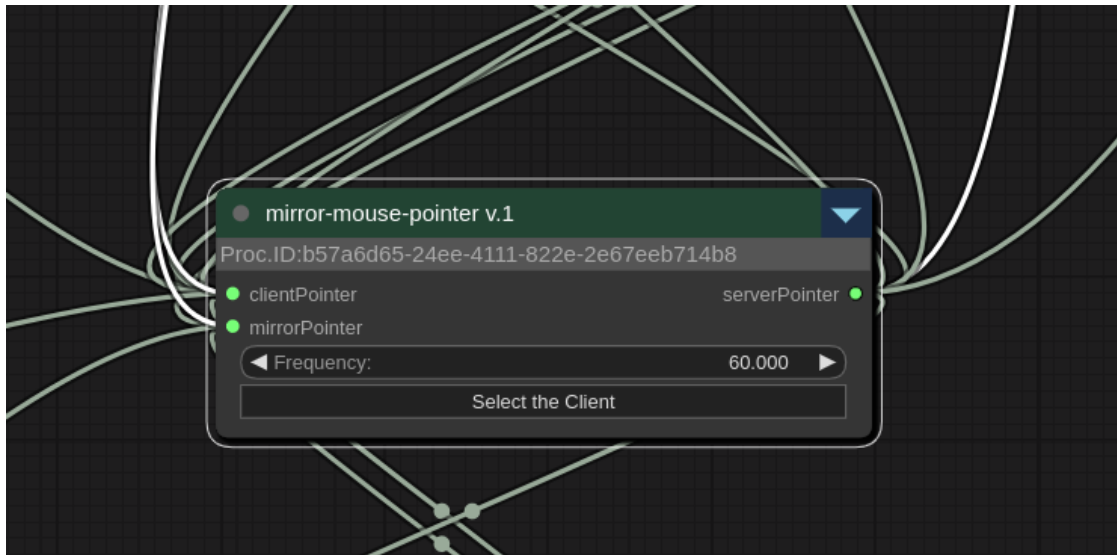 mirror-mouse-pointer v.1
Proc.ID:b57a6d65-24ee-4111-822e-2e67eeb714b8
clientPointer serverPointer
mirrorPointer
Frequency: 60.000
Select the Client